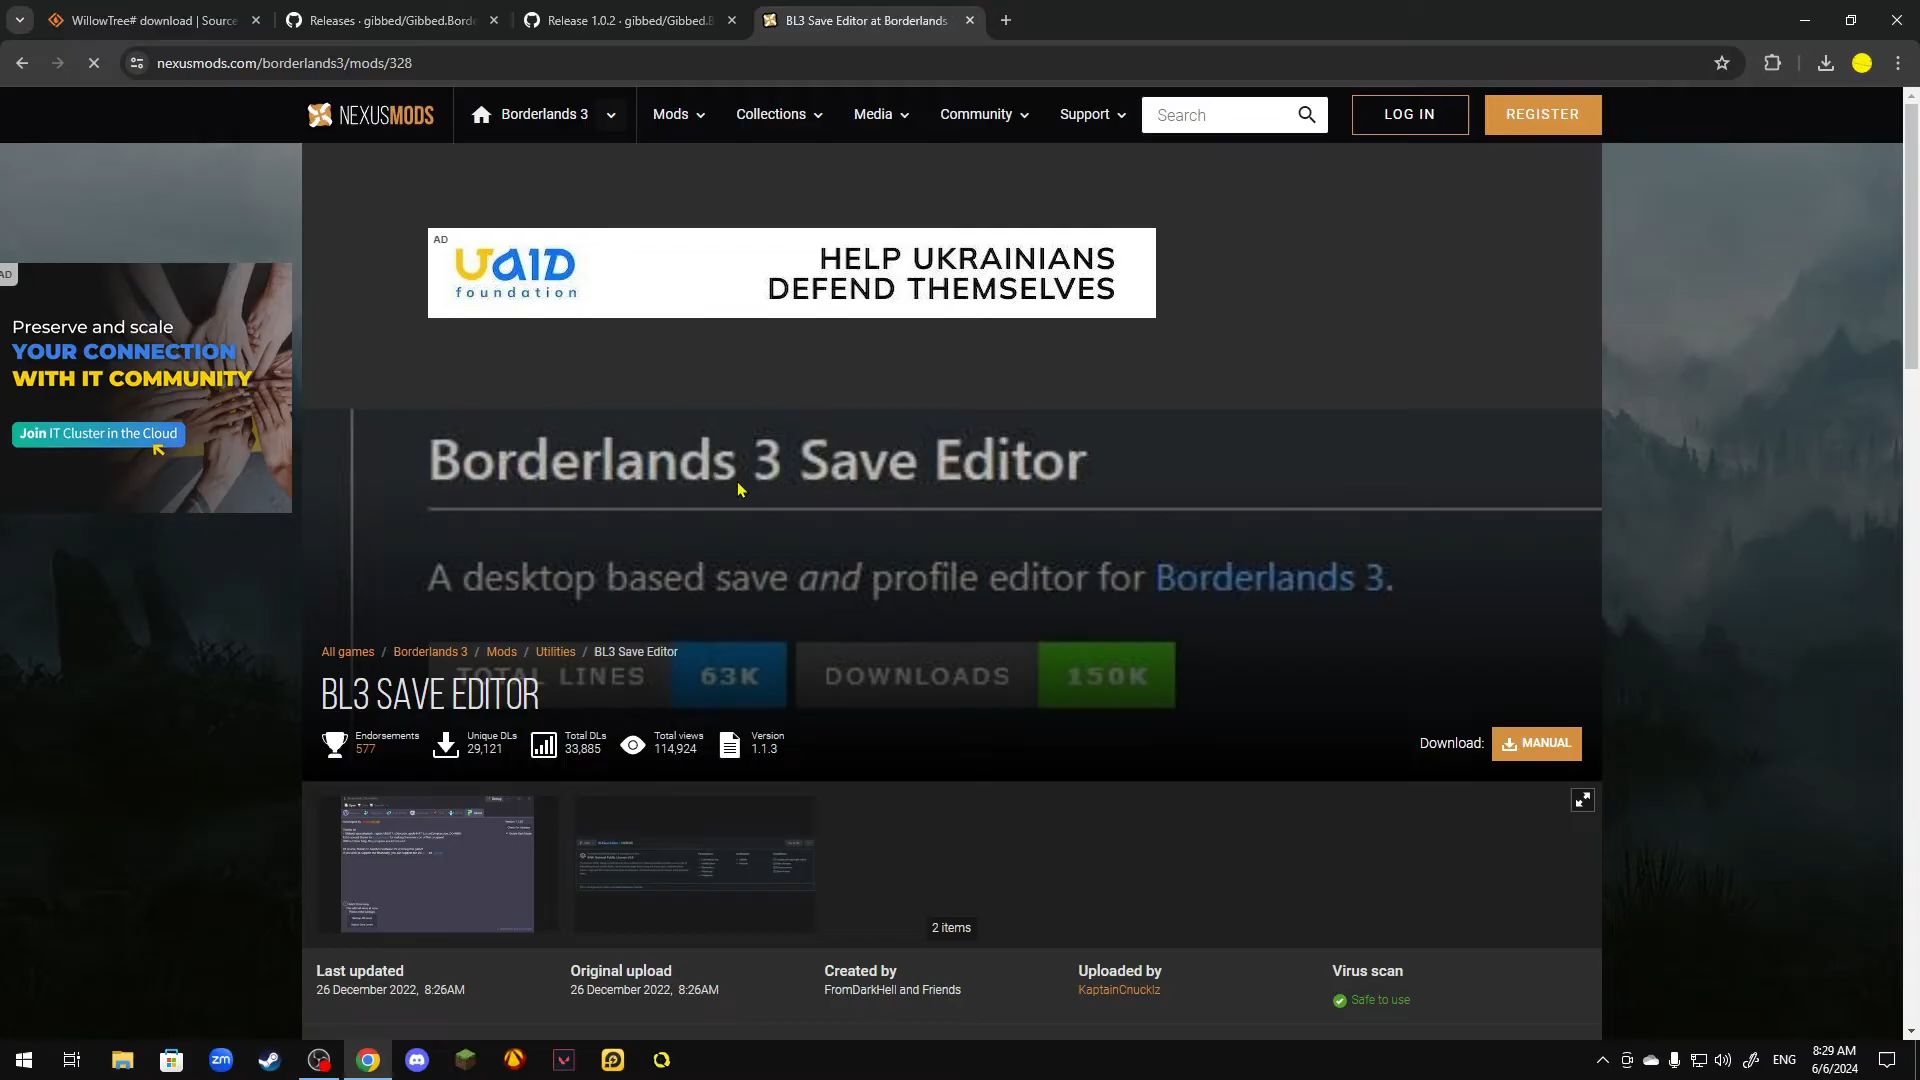 WillowTree# download | Source
Releases · gibbed/Gibbed.Borde
Release 1.0.2 · gibbed/Gibbed.B
BL3 Save Editor at Borderlands
nexusmods.com/borderlands3/mods/328
NEXUSMODS
Borderlands 3
Mods
Collections
Media
Community
Support
Search
LOG IN
REGISTER
AD
UAID
foundation
HELP UKRAINIANS
DEFEND THEMSELVES
AD
Preserve and scale
YOUR CONNECTION
WITH IT COMMUNITY
Join IT Cluster in the Cloud
Borderlands 3 Save Editor
A desktop based save and profile editor for Borderlands 3.
All games / Borderlands 3 / Mods / Utilities / BL3 Save Editor
TOTAL LINES 63K
DOWNLOADS 150K
BL3 SAVE EDITOR
Endorsements
577
Unique DLs
29,121
Total DLs
33,885
Total views
114,924
Version
1.1.3
Download:
MANUAL
2 items
Last updated
26 December 2022, 8:26AM
Original upload
26 December 2022, 8:26AM
Created by
FromDarkHell and Friends
Uploaded by
KaptainCnucklz
Virus scan
Safe to use
zm
ENG
8:29 AM
6/6/2024